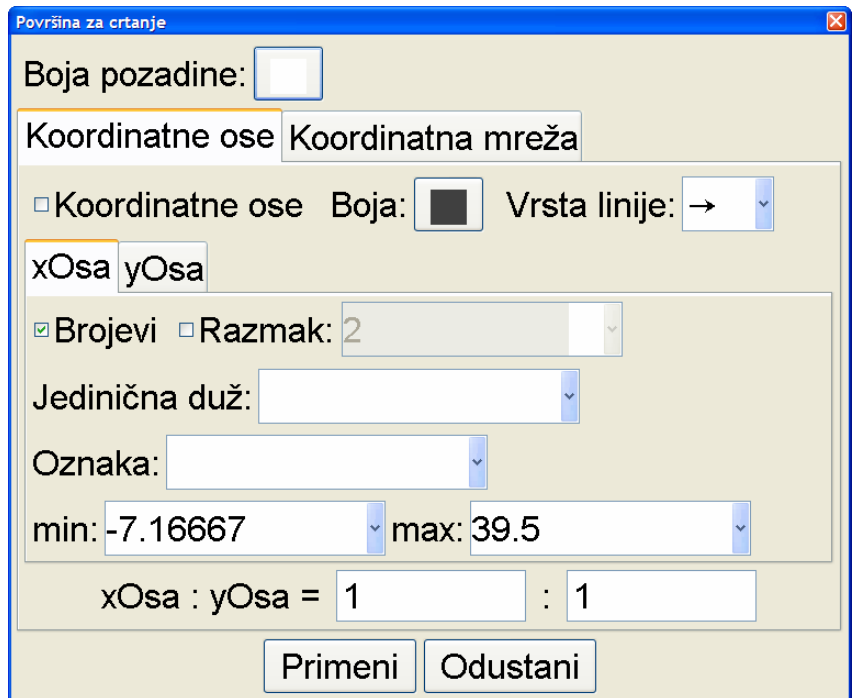 Površina za crtanje
Boja pozadine:
Koordinatne ose Koordinatna mreža
Koordinatne ose Boja: Vrsta linije: →
xOsa yOsa
Brojevi Razmak: 2
Jedinična duž:
Oznaka:
min: -7.16667 max: 39.5
xOsa : yOsa = 1 : 1
Primeni Odustani